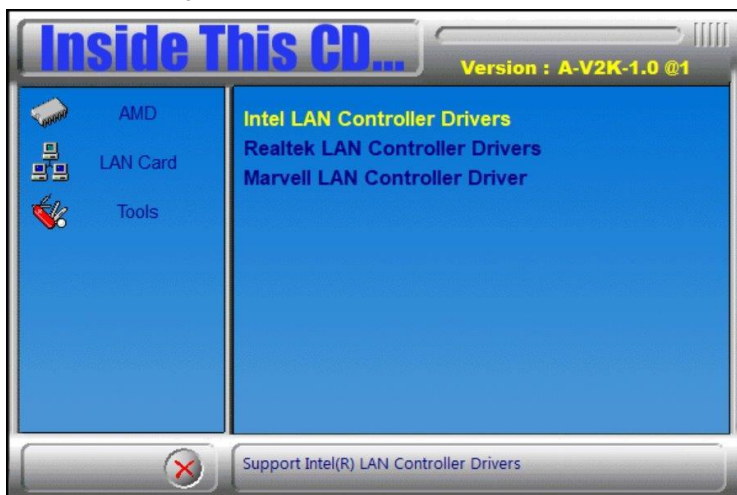 Inside This CD...
Version : A-V2K-1.0 @1
AMD
LAN Card
Tools
Intel LAN Controller Drivers
Realtek LAN Controller Drivers
Marvell LAN Controller Driver
Support Intel(R) LAN Controller Drivers